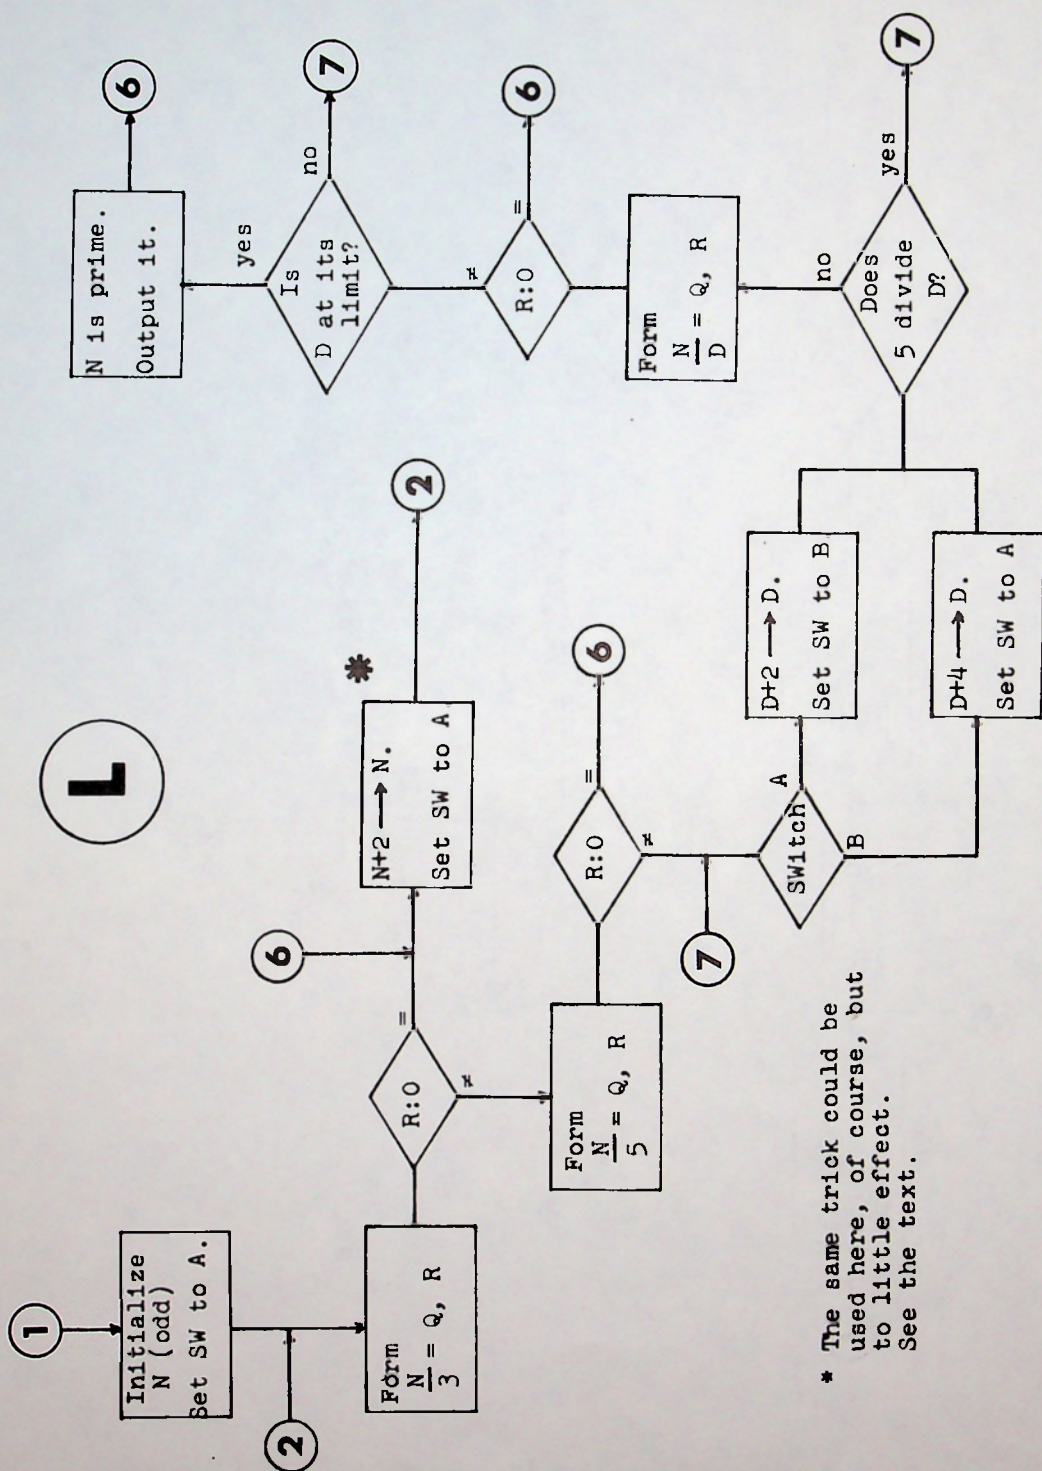 L
1
Initialize
N (odd)
Set SW to A.
2
Form
N
3
= Q, R
R:0
=
≠
6
N+2 → N.
Set SW to A
*
2
Form
N
5
= Q, R
R:0
=
6
≠
7
SWitch
A
B
D+2 → D.
Set SW to B
D+4 → D.
Set SW to A
Does
5 divide
D?
yes
7
no
Form
N
D
= Q, R
R:0
=
6
≠
Is
D at its
limit?
no
7
yes
N is prime.
Output it.
6
* The same trick could be
used here, of course, but
to little effect.
See the text.